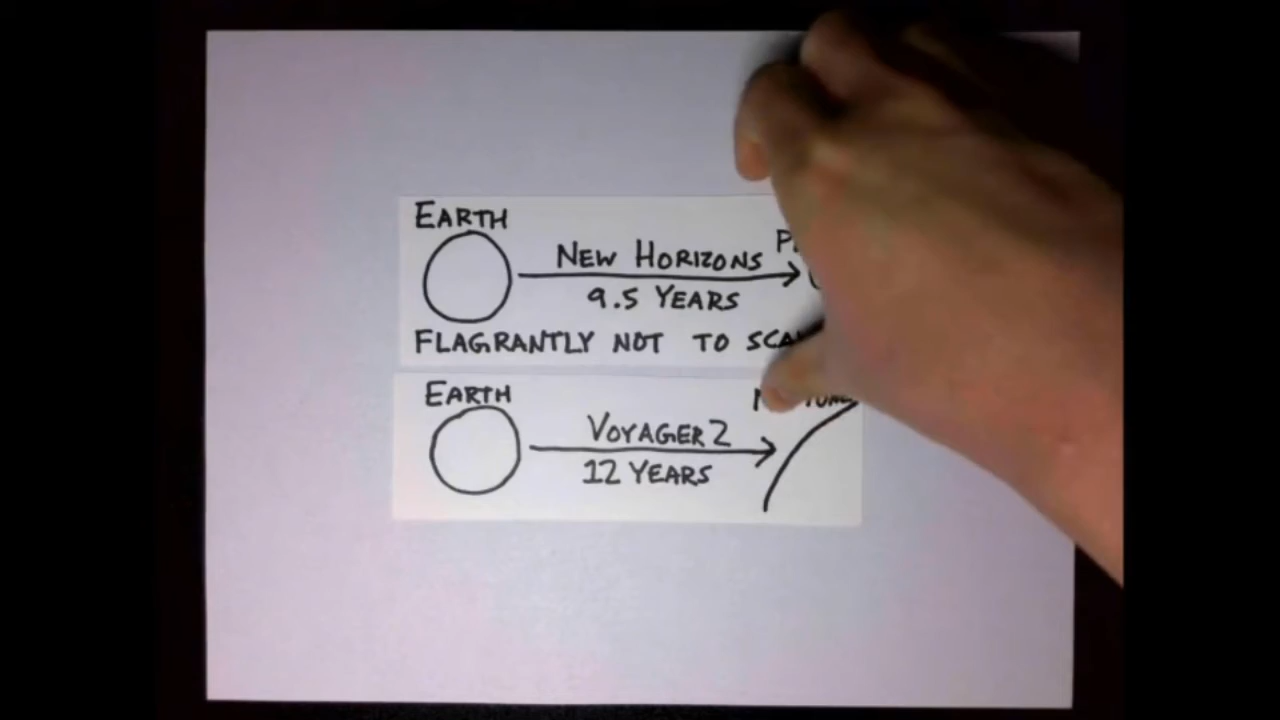 EARTH
NEW HORIZONS
9.5 YEARS
FLAGRANTLY NOT TO
EARTH
VOYAGER 2
12 YEARS